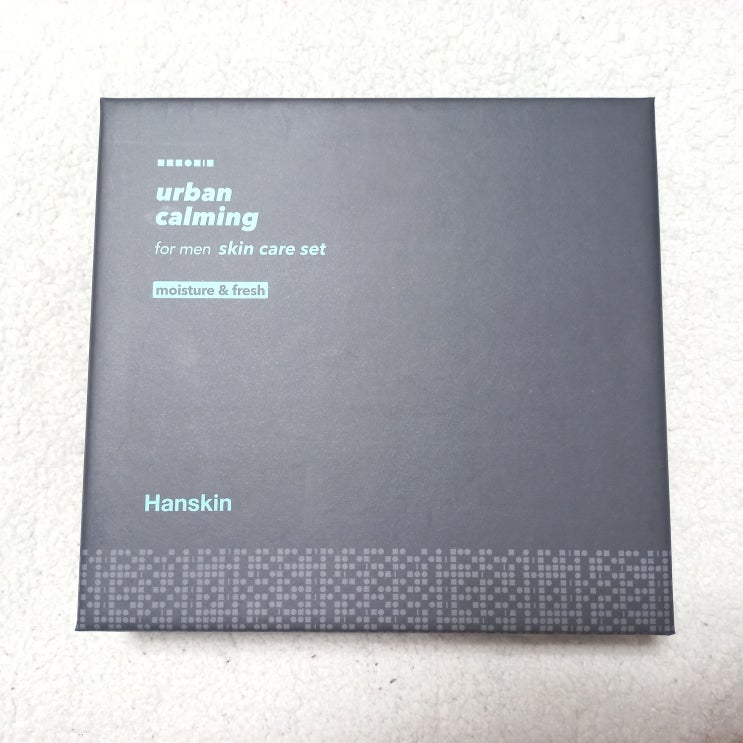 urban
calming
for men skin care set
moisture & fresh
Hanskin